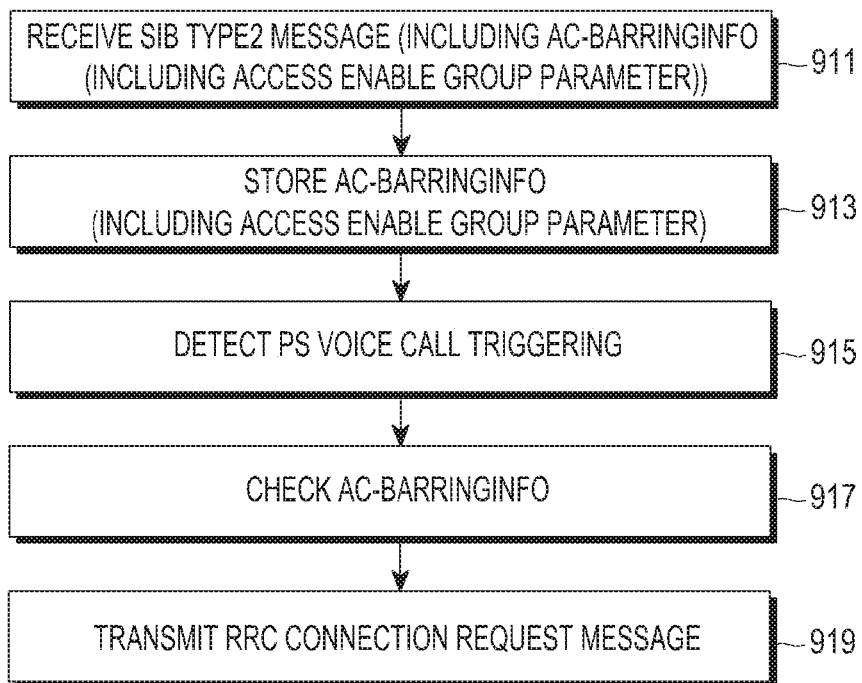 RECEIVE SIB TYPE2 MESSAGE (INCLUDING AC-BARRINGINFO
(INCLUDING ACCESS ENABLE GROUP PARAMETER))
911
STORE AC-BARRINGINFO
(INCLUDING ACCESS ENABLE GROUP PARAMETER)
913
DETECT PS VOICE CALL TRIGGERING
915
CHECK AC-BARRINGINFO
917
TRANSMIT RRC CONNECTION REQUEST MESSAGE
919